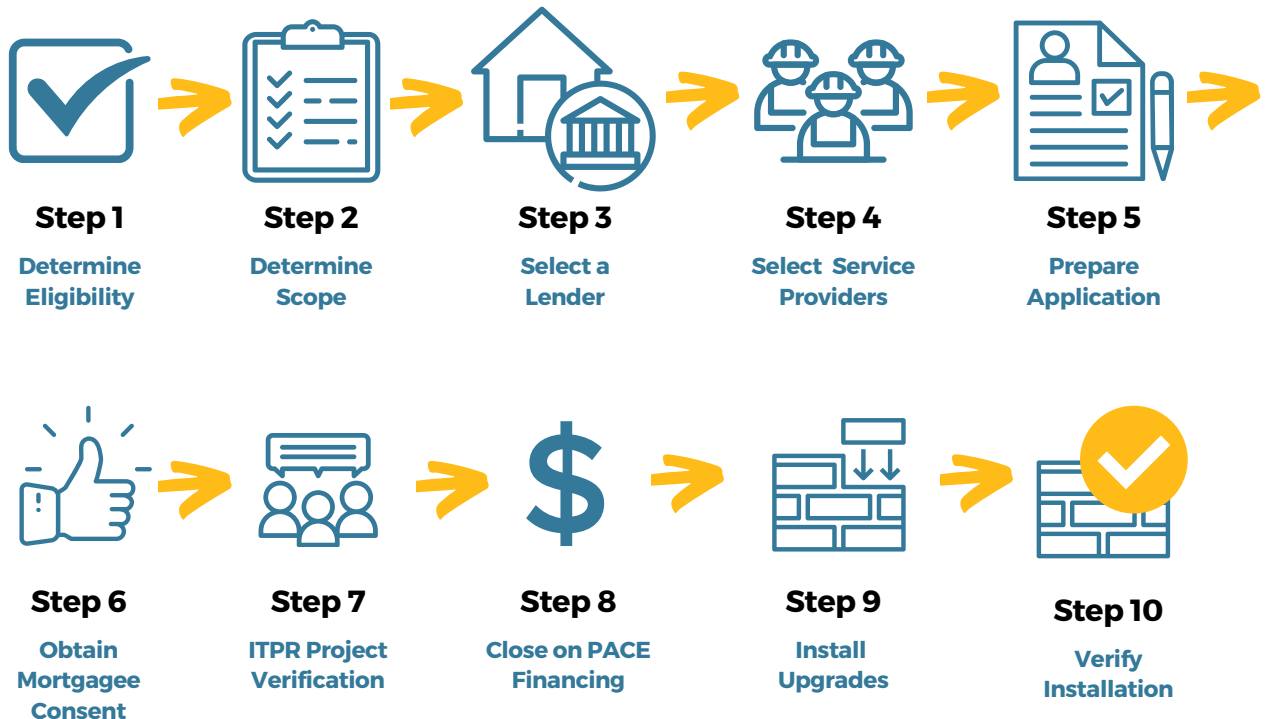 Step 1
Determine
Eligibility
Step 2
Determine
Scope
Step 3
Select a
Lender
Step 4
Select Service
Providers
Step 5
Prepare
Application
Step 6
Obtain
Mortgagee
Consent
Step 7
ITPR Project
Verification
Step 8
Close on PACE
Financing
Step 9
Install
Upgrades
Step 10
Verify
Installation